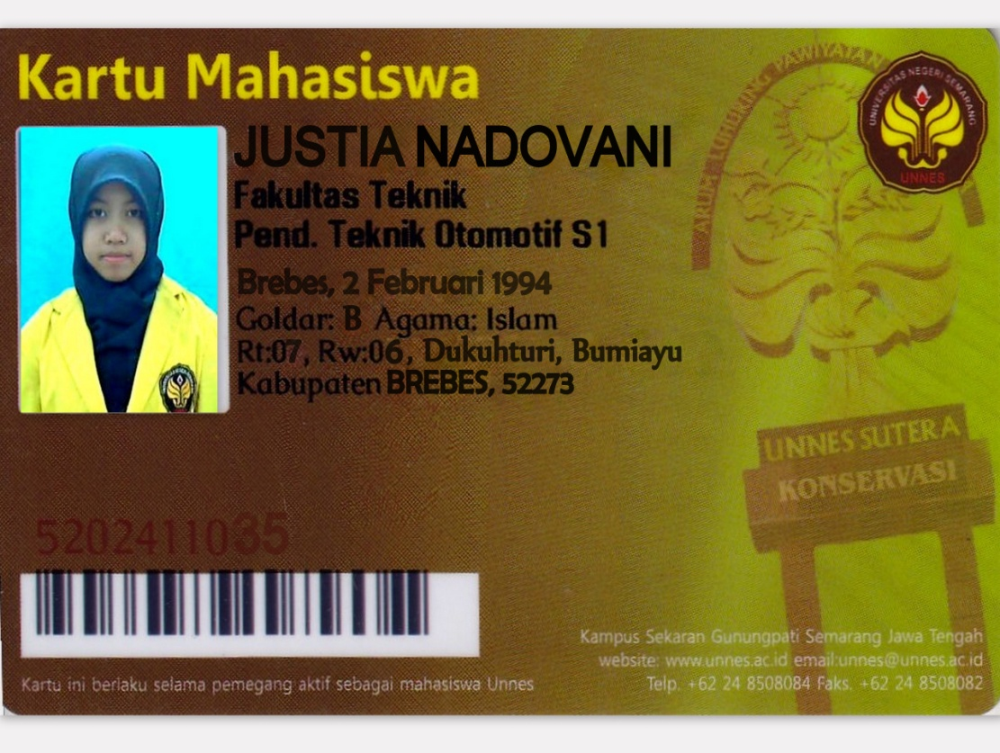 Kartu Mahasiswa
JUSTIA NADOVANI
Fakultas Teknik
Pend. Teknik Otomotif S1
Brebes, 2 Februari 1994
Goldar: B Agama: Islam
Rt:07, Rw:06, Dukuhturi, Bumiayu
Kabupaten BREBES, 52273
5202411035
Kartu ini berlaku selama pemegang aktif sebagai mahasiswa Unnes
ARUM LUHURING PAWIYATAN
UNIVERSITAS NEGERI SEMARANG
UNNES
UNNES SUTERA
KONSERVASI
Kampus Sekaran Gunungpati Semarang Jawa Tengah
website: www.unnes.ac.id email:unnes@unnes.ac.id
Telp. +62 24 8508084 Faks. +62 24 8508082